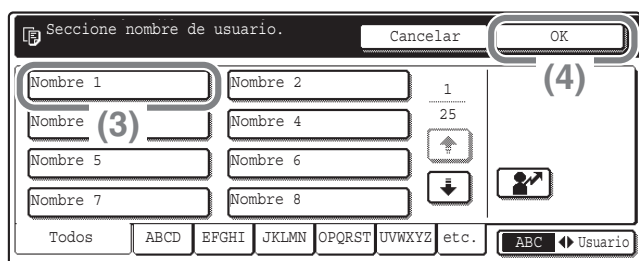 Seccione nombre de usuario.
Cancelar
OK
(4)
Nombre 1
Nombre 2
1
25
Nombre
(3)
Nombre 4
Nombre 5
Nombre 6
Nombre 7
Nombre 8
Todos
ABCD
EFGHI
JKLMN
OPQRST
UVWXYZ
etc.
ABC
Usuario